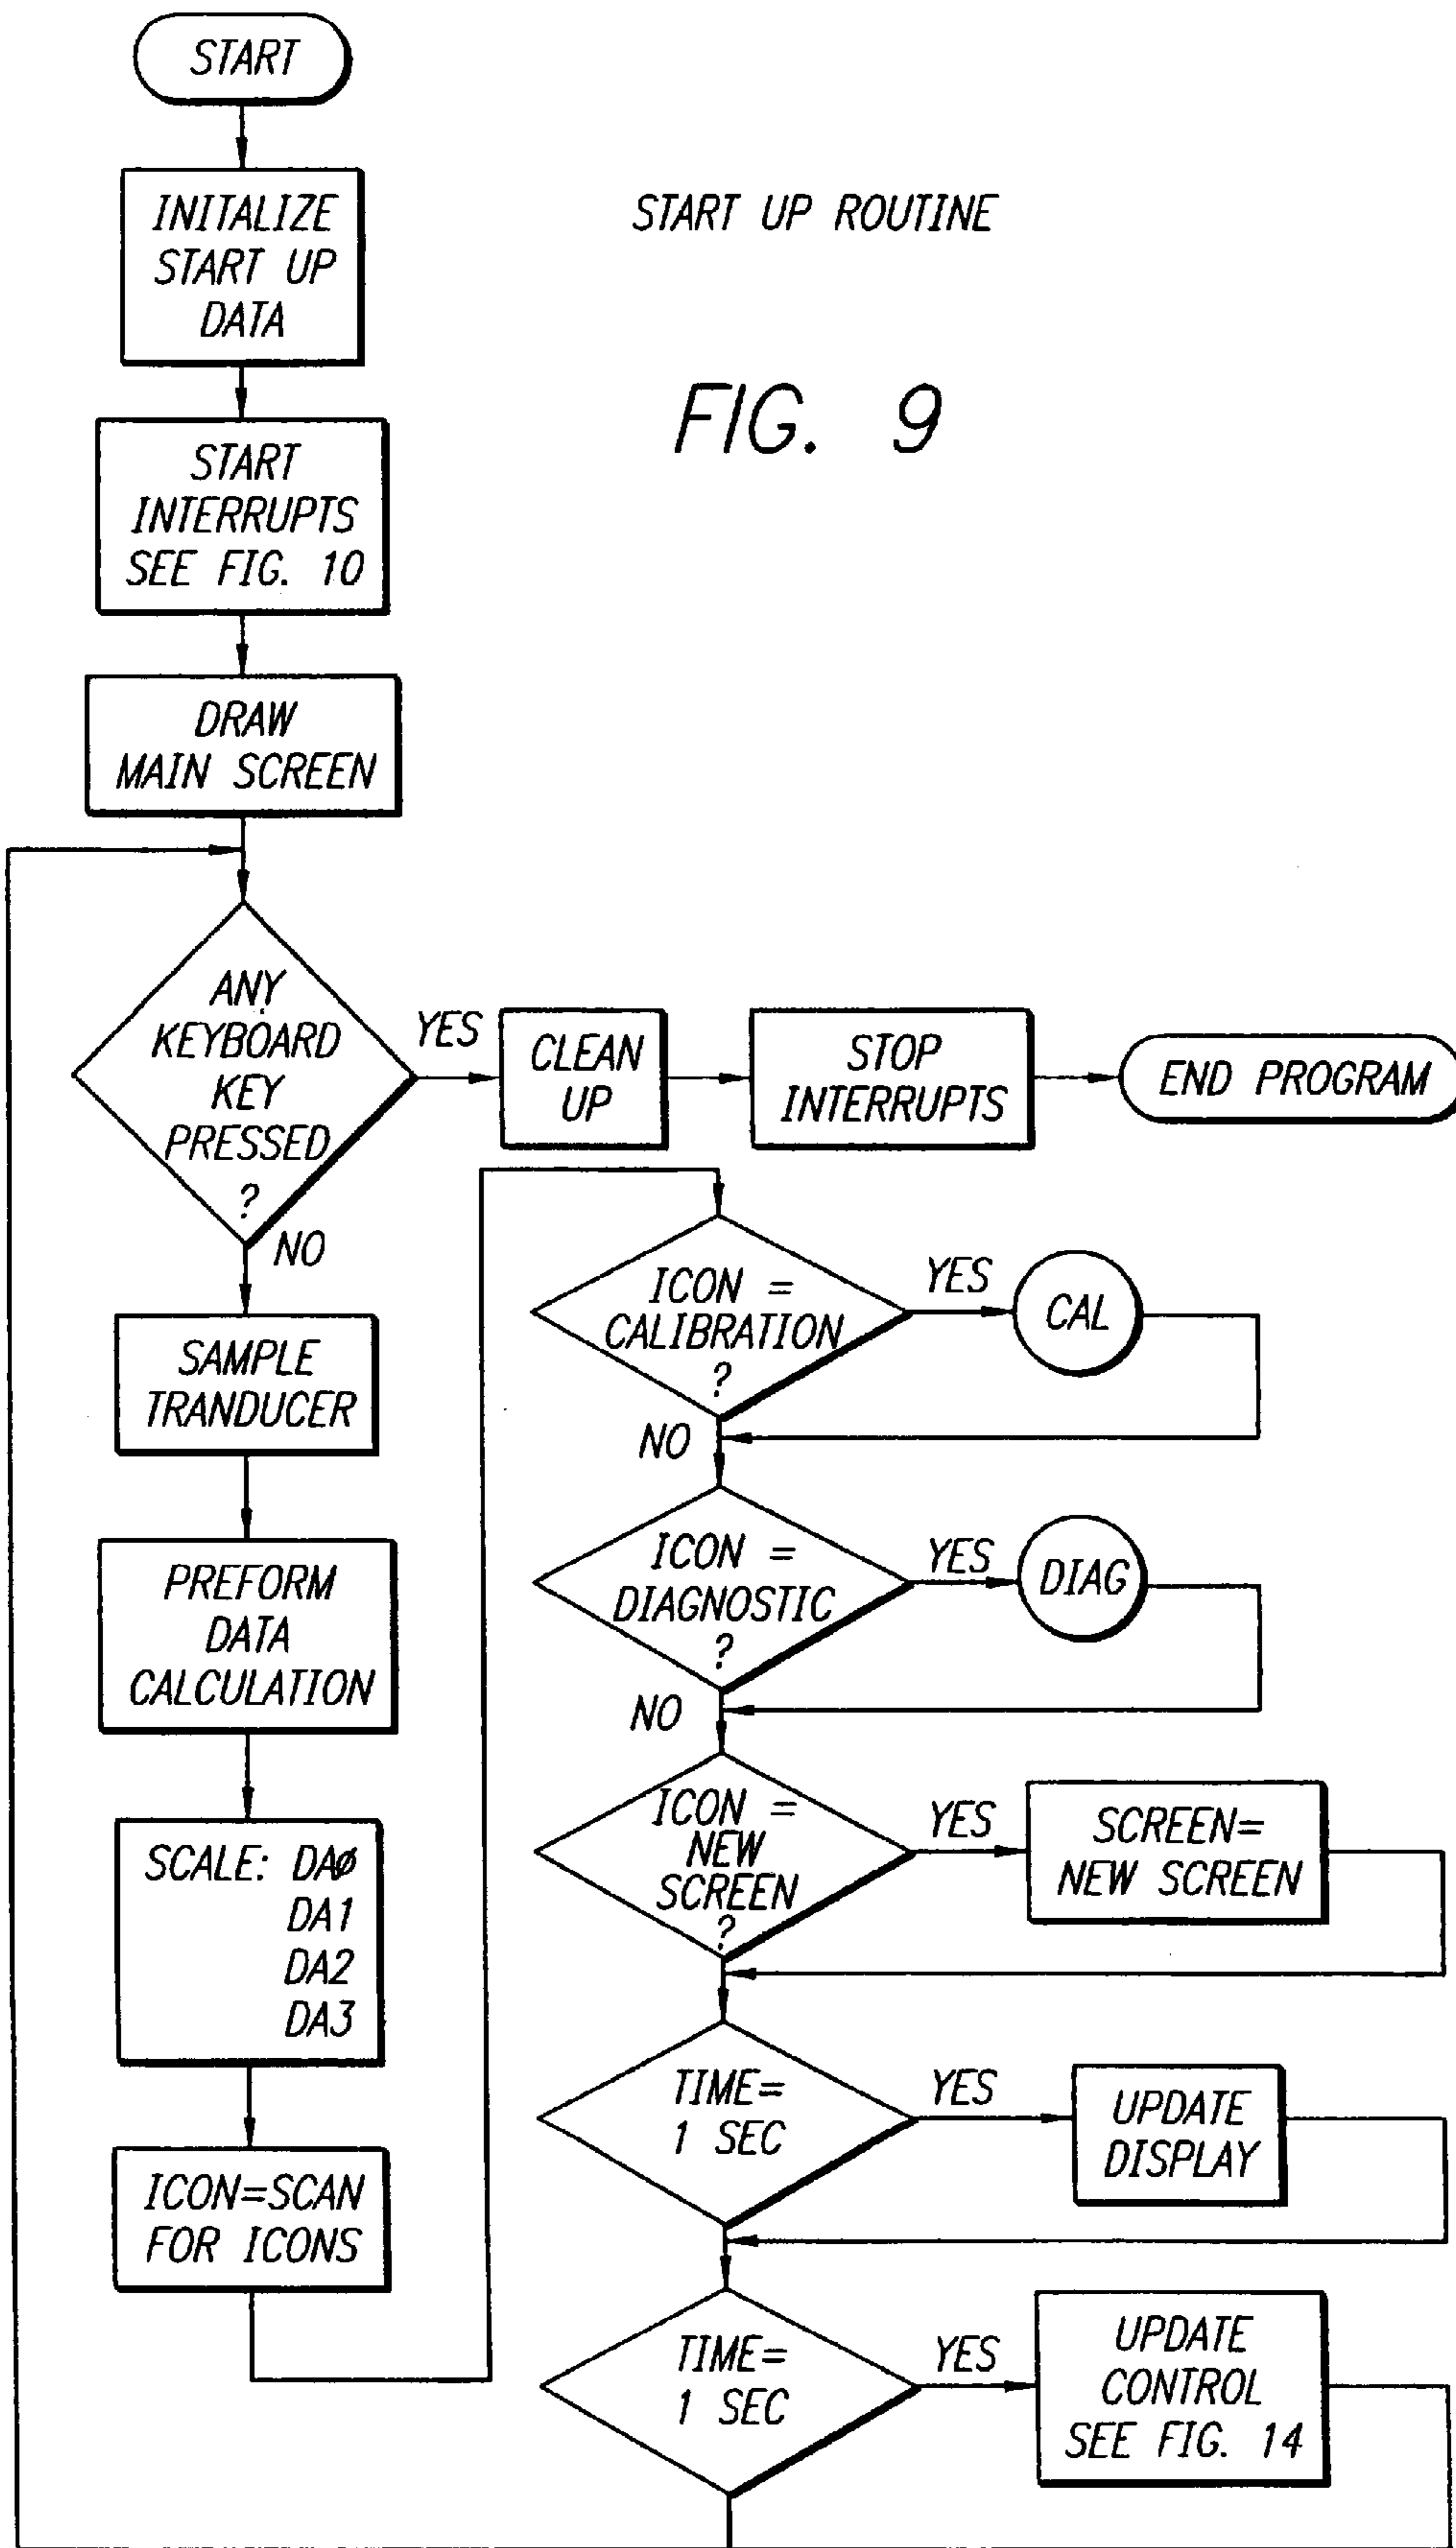 START
INITALIZE
START UP
DATA
START UP ROUTINE
FIG. 9
START
INTERRUPTS
SEE FIG. 10
DRAW
MAIN SCREEN
ANY
KEYBOARD
KEY
PRESSED
?
YES
CLEAN
UP
STOP
INTERRUPTS
END PROGRAM
NO
SAMPLE
TRANDUCER
PREFORM
DATA
CALCULATION
SCALE: DAØ
DA1
DA2
DA3
ICON=SCAN
FOR ICONS
ICON =
CALIBRATION
?
YES
CAL
NO
ICON =
DIAGNOSTIC
?
YES
DIAG
NO
ICON =
NEW
SCREEN
?
YES
SCREEN=
NEW SCREEN
TIME=
1 SEC
YES
UPDATE
DISPLAY
TIME=
1 SEC
YES
UPDATE
CONTROL
SEE FIG. 14